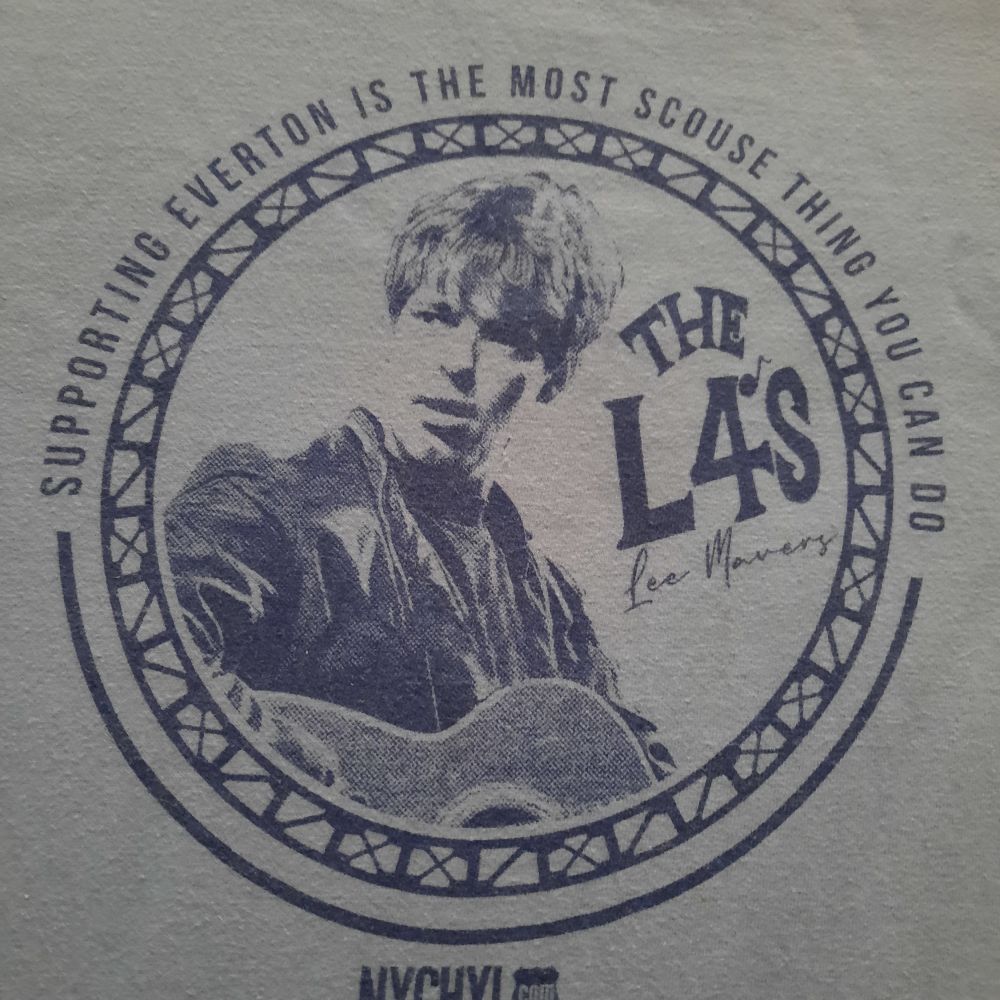 SUPPORTING EVERTON IS THE MOST SCOUSE THING YOU CAN DO
THE
L4'S
Lee Mavers